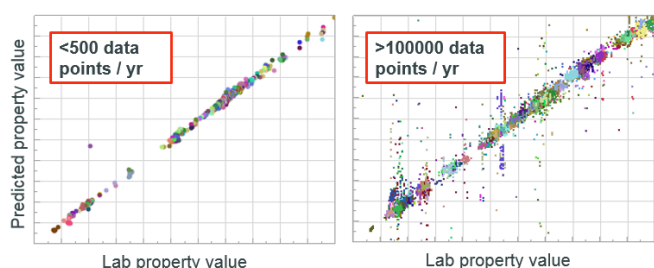 <500 data
points / yr
>100000 data
points / yr
Predicted property value
Lab property value
Lab property value